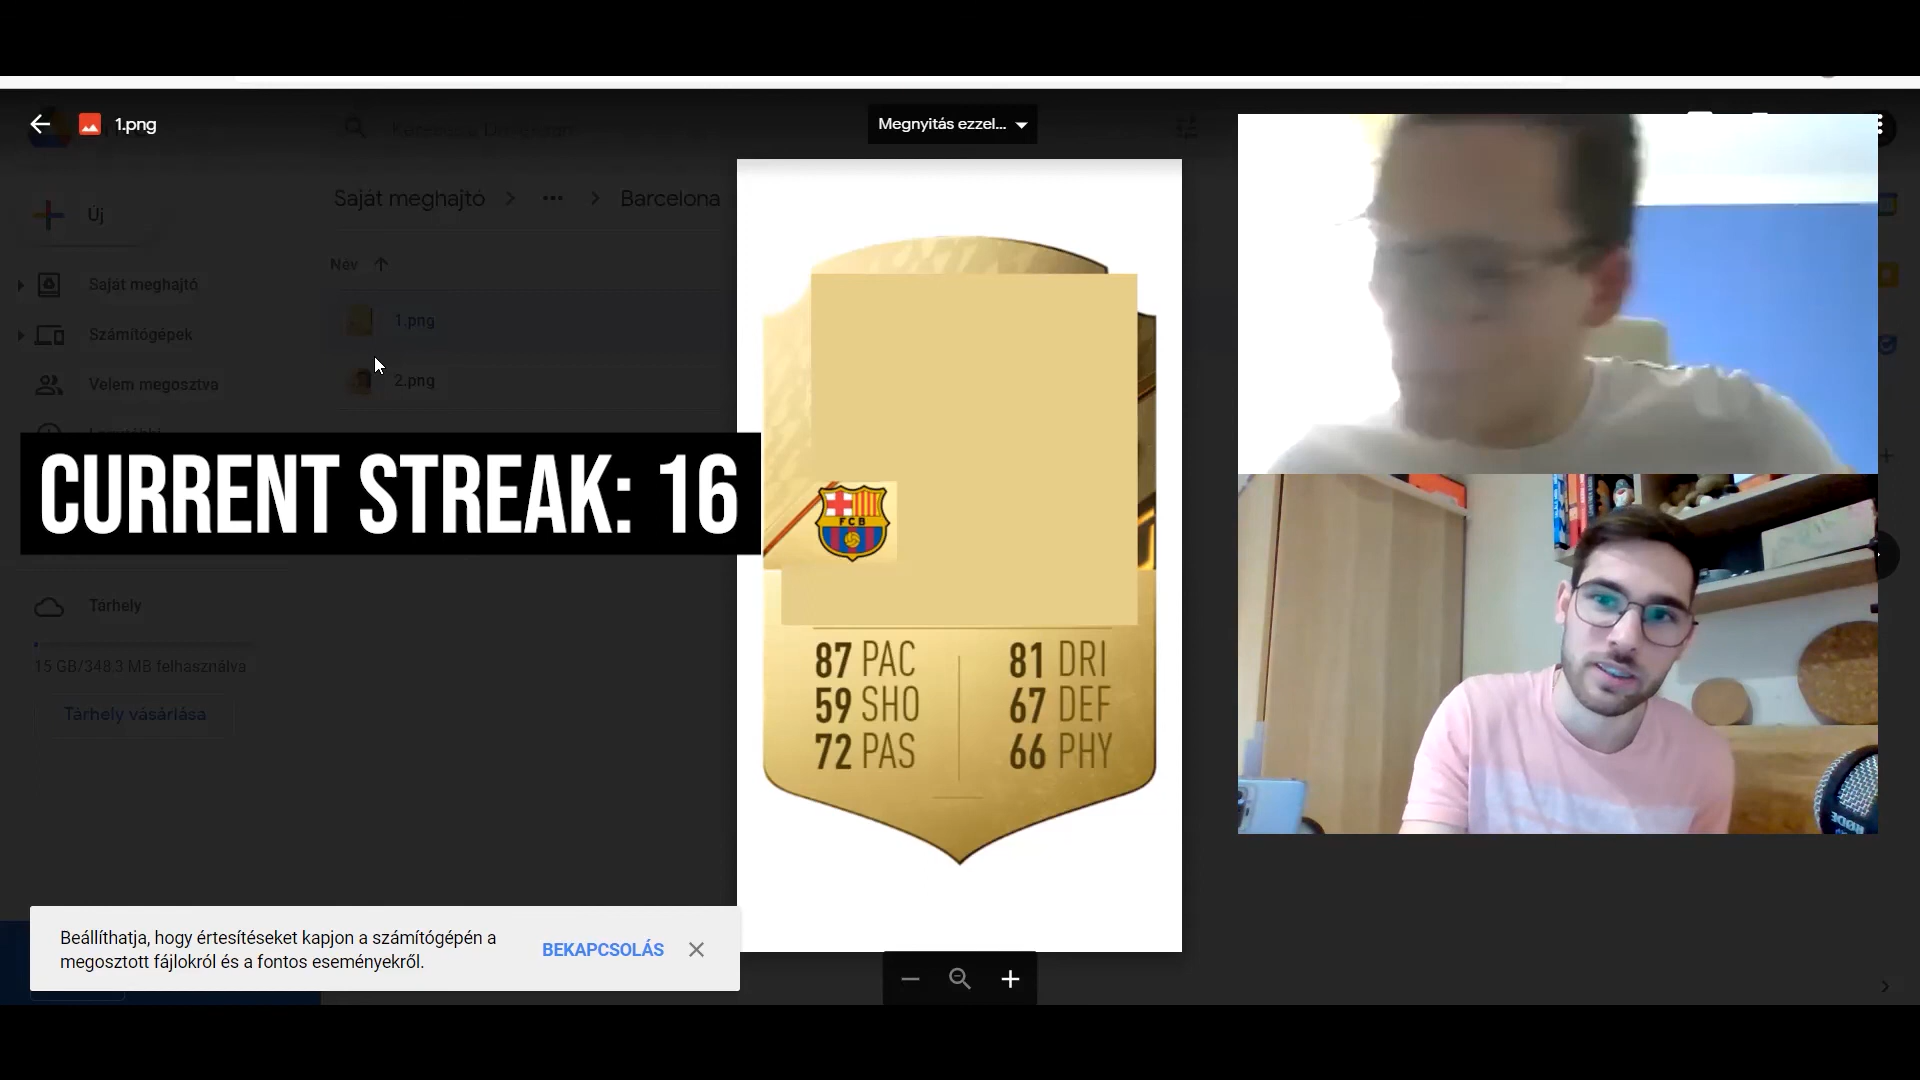 1.png
Megnyitás ezzel...
Saját meghajtó
Barcelona
Új
Név
Saját meghajtó
1.png
Számítógépek
2.png
Velem megosztva
CURRENT STREAK: 16
FCB
Tárhely
15 GB/348.3 MB felhasználva
Tárhely vásárlása
87 PAC
81 DRI
59 SHO
67 DEF
72 PAS
66 PHY
RØDE
Beállíthatja, hogy értesítéseket kapjon a számítógépén a
megosztott fájlokról és a fontos eseményekről.
BEKAPCSOLÁS